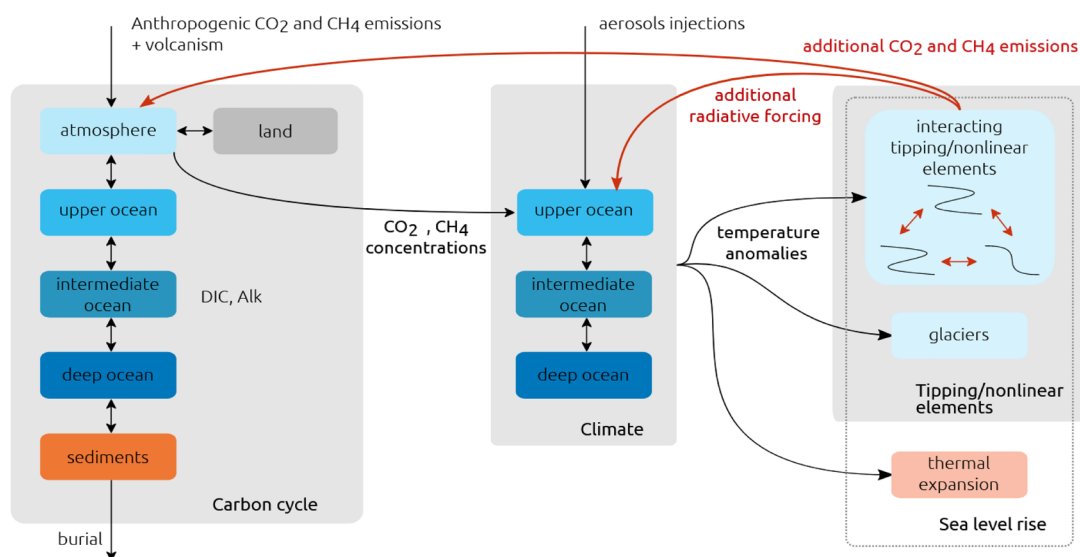 Anthropogenic CO2 and CH4 emissions
+ volcanism
aerosols injections
additional CO2 and CH4 emissions
additional
radiative forcing
atmosphere
land
upper ocean
intermediate
ocean
DIC, Alk
deep ocean
sediments
Carbon cycle
burial
CO2 , CH4
concentrations
upper ocean
intermediate
ocean
deep ocean
Climate
temperature
anomalies
interacting
tipping/nonlinear
elements
glaciers
Tipping/nonlinear
elements
thermal
expansion
Sea level rise